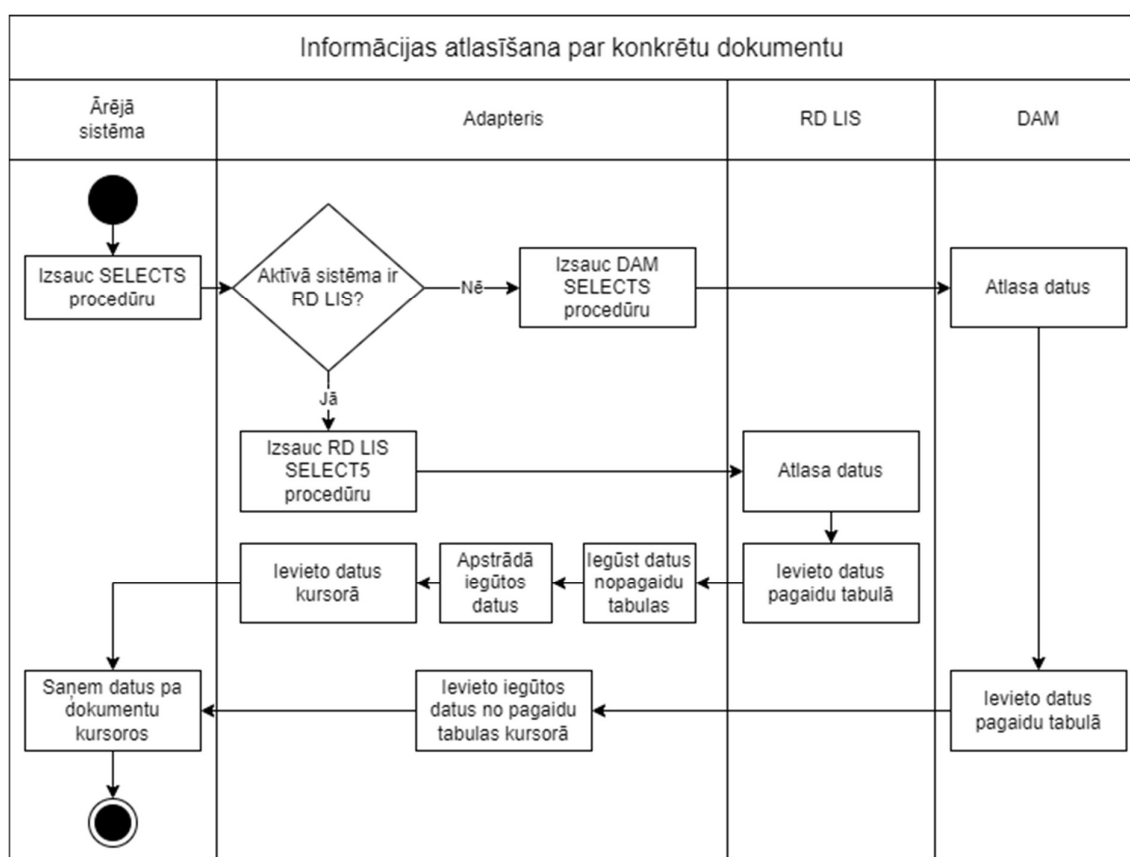 Informācijas atlasīšana par konkrētu dokumentu
Ārējā
sistēma
Adapteris
RD LIS
DAM
Izsauc SELECTS
procedūru
Aktīvā sistēma ir
RD LIS?
Nē
Izsauc DAM
SELECTS
procedūru
Atlasa datus
Jā
Izsauc RD LIS
SELECT5
procedūru
Atlasa datus
Ievieto datus
kursorā
Apstrādā
iegūtos
datus
Iegūst datus
nopagaidu
tabulas
Ievieto datus
pagaidu tabulā
Saņem datus pa
dokumentu
kursoros
Ievieto iegūtos
datus no pagaidu
tabulas kursorā
Ievieto datus
pagaidu tabulā